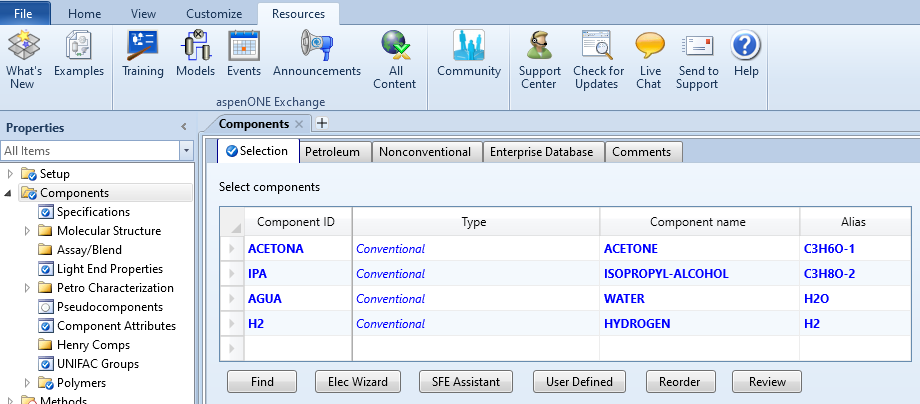 File Home View Customize Resources
What's New Examples Training Models Events Announcements All Content Community Support Center Check for Updates Live Chat Send to Support Help
aspenONE Exchange
Properties
All Items
Setup
Components
Specifications
Molecular Structure
Assay/Blend
Light End Properties
Petro Characterization
Pseudocomponents
Component Attributes
Henry Comps
UNIFAC Groups
Polymers
Methods
Components
Selection Petroleum Nonconventional Enterprise Database Comments
Select components
Component ID Type Component name Alias
ACETONA Conventional ACETONE C3H6O-1
IPA Conventional ISOPROPYL-ALCOHOL C3H8O-2
AGUA Conventional WATER H2O
H2 Conventional HYDROGEN H2
Find Elec Wizard SFE Assistant User Defined Reorder Review